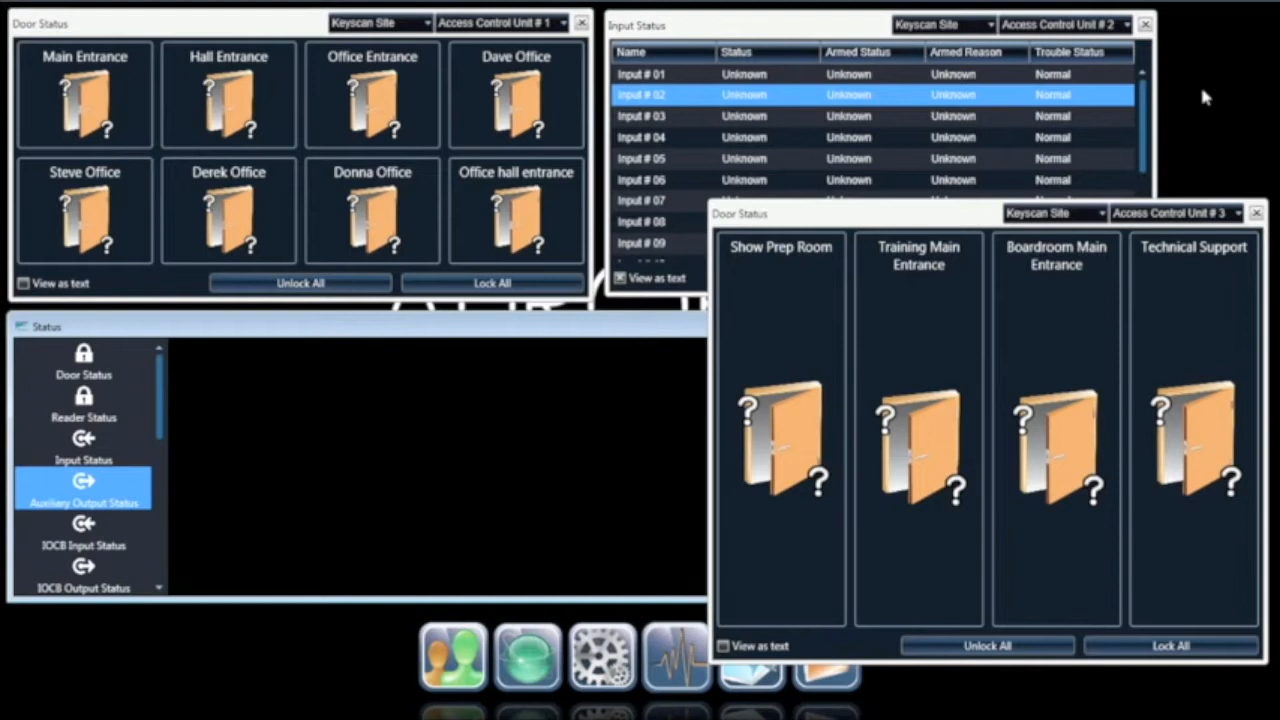 Door Status
Keyscan Site
Access Control Unit # 1
Main Entrance
Hall Entrance
Office Entrance
Dave Office
Steve Office
Derek Office
Donna Office
Office hall entrance
View as text
Unlock All
Lock All
Input Status
Keyscan Site
Access Control Unit # 2
Name Status Armed Status Armed Reason Trouble Status
Input # 01 Unknown Unknown Unknown Normal
Input # 02 Unknown Unknown Unknown Normal
Input # 03 Unknown Unknown Unknown Normal
Input # 04 Unknown Unknown Unknown Normal
Input # 05 Unknown Unknown Unknown Normal
Input # 06 Unknown Unknown Unknown Normal
Input # 07
Input # 08
Input # 09
View as text
Door Status
Keyscan Site
Access Control Unit # 3
Show Prep Room
Training Main
Entrance
Boardroom Main
Entrance
Technical Support
View as text
Unlock All
Lock All
Status
Door Status
Reader Status
Input Status
Auxiliary Output Status
IOCB Input Status
IOCB Output Status